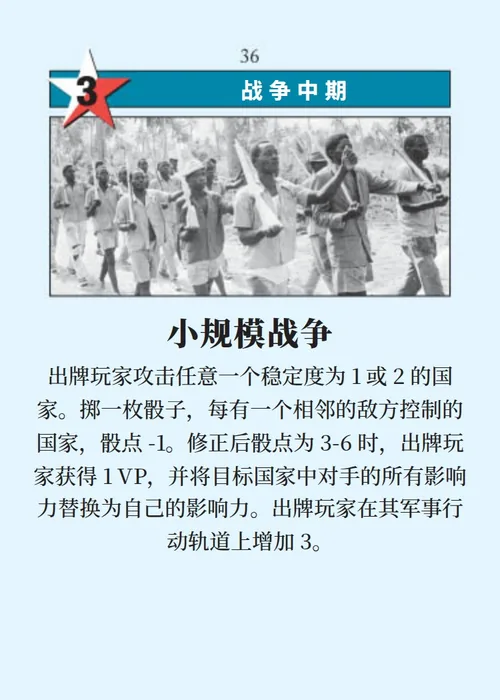 36
3
战争中期
小规模战争
出牌玩家攻击任意一个稳定度为 1 或 2 的国
家。掷一枚骰子，每有一个相邻的敌方控制的
国家，骰点 -1。修正后骰点为 3-6 时，出牌玩
家获得 1 VP，并将目标国家中对手的所有影响
力替换为自己的影响力。出牌玩家在其军事行
动轨道上增加 3。